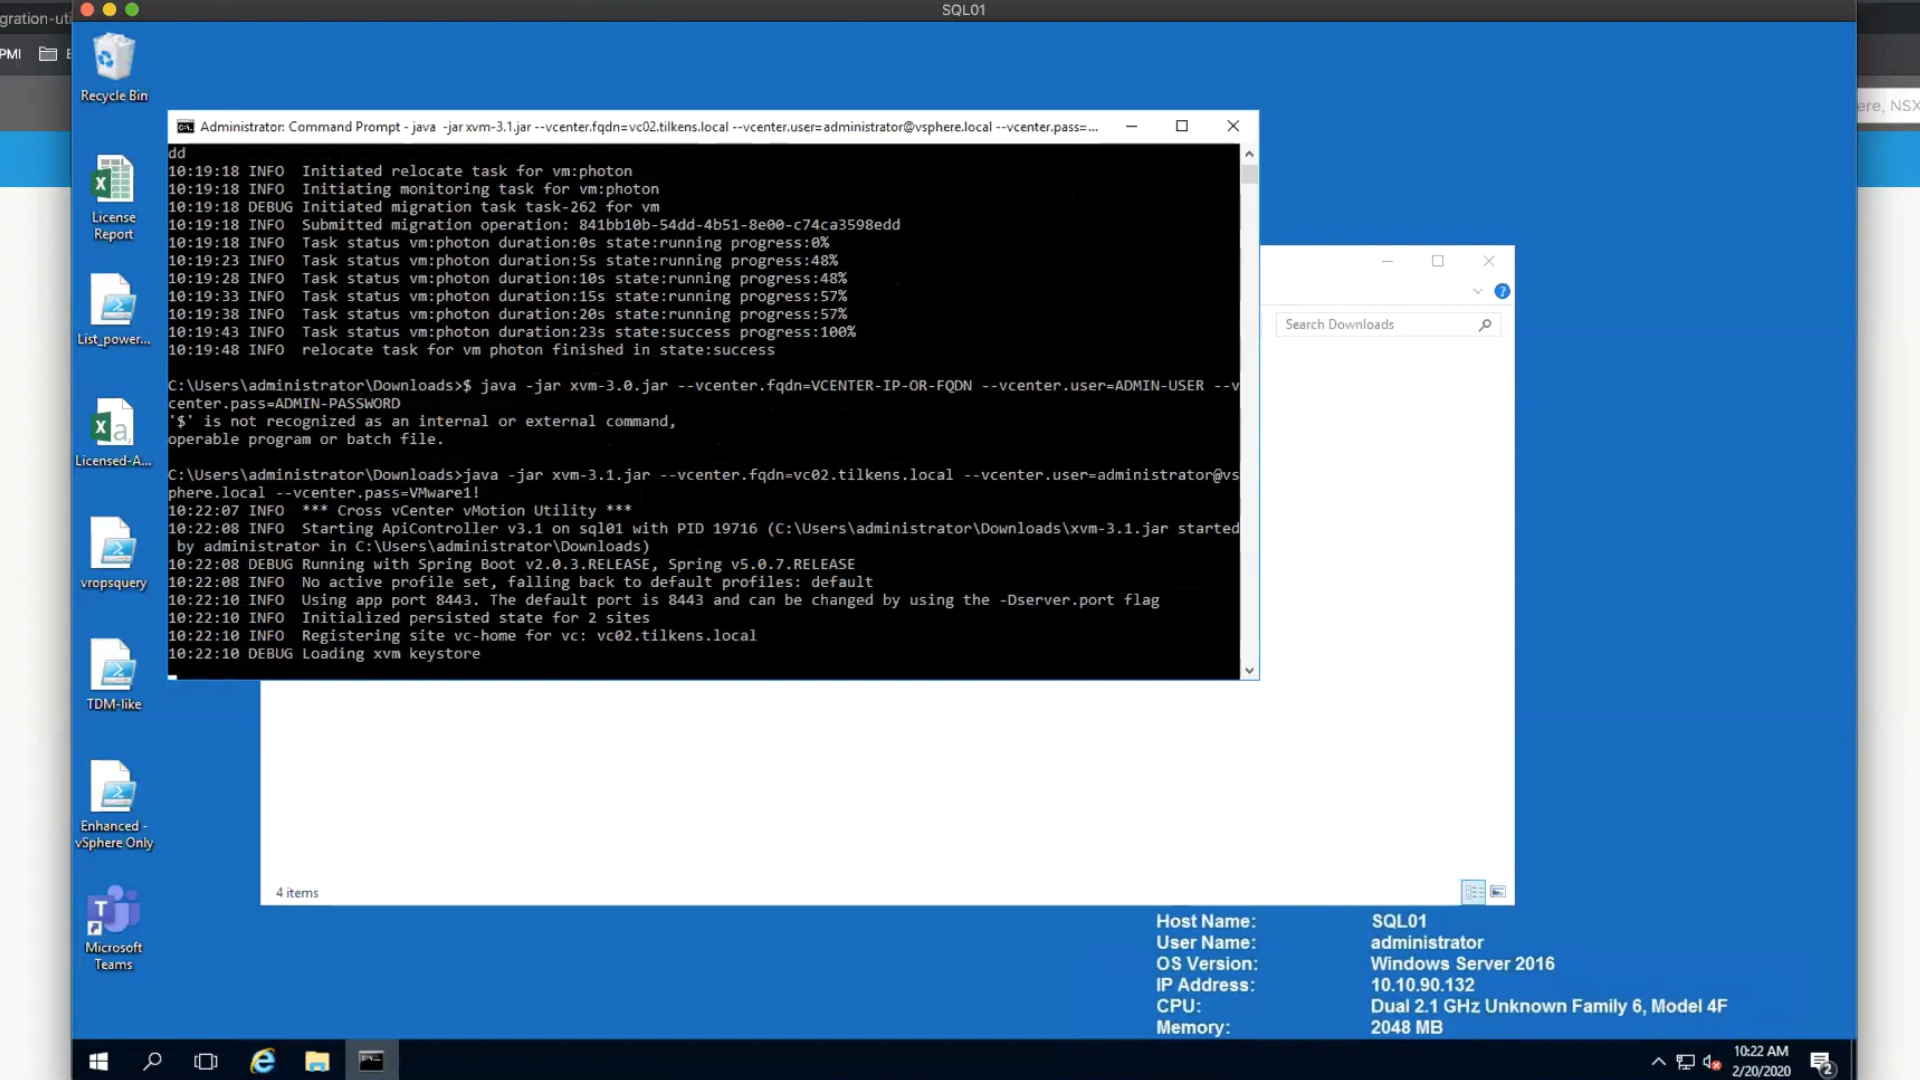 SQL01
gration-uti
PMI
ere, NSX
Recycle Bin
License
Report
List_power...
Licensed-A...
vropsquery
TDM-like
Enhanced -
vSphere Only
Microsoft
Teams
Administrator: Command Prompt - java -jar xvm-3.1.jar --vcenter.fqdn=vc02.tilkens.local --vcenter.user=administrator@vsphere.local --vcenter.pass=...
dd
10:19:18 INFO  Initiated relocate task for vm:photon
10:19:18 INFO  Initiating monitoring task for vm:photon
10:19:18 DEBUG Initiated migration task task-262 for vm
10:19:18 INFO  Submitted migration operation: 841bb10b-54dd-4b51-8e00-c74ca3598edd
10:19:18 INFO  Task status vm:photon duration:0s state:running progress:0%
10:19:23 INFO  Task status vm:photon duration:5s state:running progress:48%
10:19:28 INFO  Task status vm:photon duration:10s state:running progress:48%
10:19:33 INFO  Task status vm:photon duration:15s state:running progress:57%
10:19:38 INFO  Task status vm:photon duration:20s state:running progress:57%
10:19:43 INFO  Task status vm:photon duration:23s state:success progress:100%
10:19:48 INFO  relocate task for vm photon finished in state:success
C:\Users\administrator\Downloads>$ java -jar xvm-3.0.jar --vcenter.fqdn=VCENTER-IP-OR-FQDN --vcenter.user=ADMIN-USER --v
center.pass=ADMIN-PASSWORD
'$' is not recognized as an internal or external command,
operable program or batch file.
C:\Users\administrator\Downloads>java -jar xvm-3.1.jar --vcenter.fqdn=vc02.tilkens.local --vcenter.user=administrator@vs
phere.local --vcenter.pass=VMware1!
10:22:07 INFO  *** Cross vCenter vMotion Utility ***
10:22:08 INFO  Starting ApiController v3.1 on sql01 with PID 19716 (C:\Users\administrator\Downloads\xvm-3.1.jar started
by administrator in C:\Users\administrator\Downloads)
10:22:08 DEBUG Running with Spring Boot v2.0.3.RELEASE, Spring v5.0.7.RELEASE
10:22:08 INFO  No active profile set, falling back to default profiles: default
10:22:10 INFO  Using app port 8443. The default port is 8443 and can be changed by using the -Dserver.port flag
10:22:10 INFO  Initialized persisted state for 2 sites
10:22:10 INFO  Registering site vc-home for vc: vc02.tilkens.local
10:22:10 DEBUG Loading xvm keystore
Search Downloads
4 items
Host Name: SQL01
User Name: administrator
OS Version: Windows Server 2016
IP Address: 10.10.90.132
CPU: Dual 2.1 GHz Unknown Family 6, Model 4F
Memory: 2048 MB
10:22 AM
2/20/2020
2